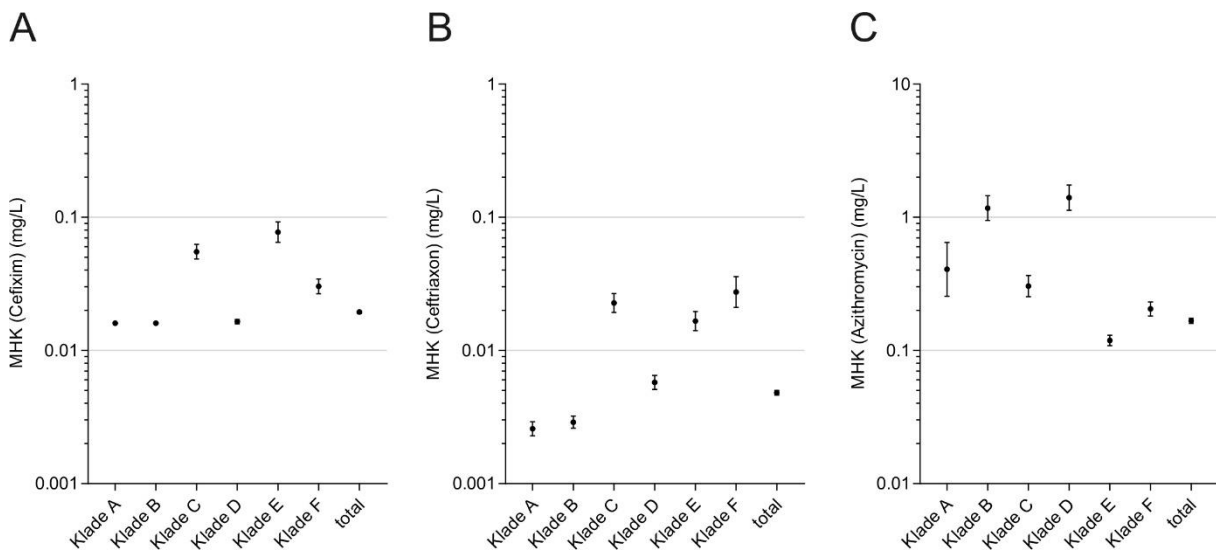 A
MHK (Cefixim) (mg/L)
1
0.1
0.01
0.001
Klade A
Klade B
Klade C
Klade D
Klade E
Klade F
total
B
MHK (Ceftriaxon) (mg/L)
1
0.1
0.01
0.001
Klade A
Klade B
Klade C
Klade D
Klade E
Klade F
total
C
MHK (Azithromycin) (mg/L)
10
1
0.1
0.01
Klade A
Klade B
Klade C
Klade D
Klade E
Klade F
total